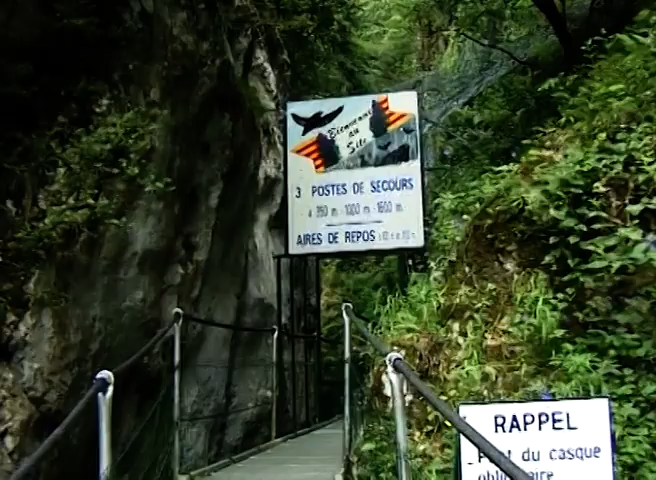 Bienvenue
au
Site
3 POSTES DE SECOURS
à 350 m - 1000 m - 1600 m.
AIRES DE REPOS
RAPPEL
du casque